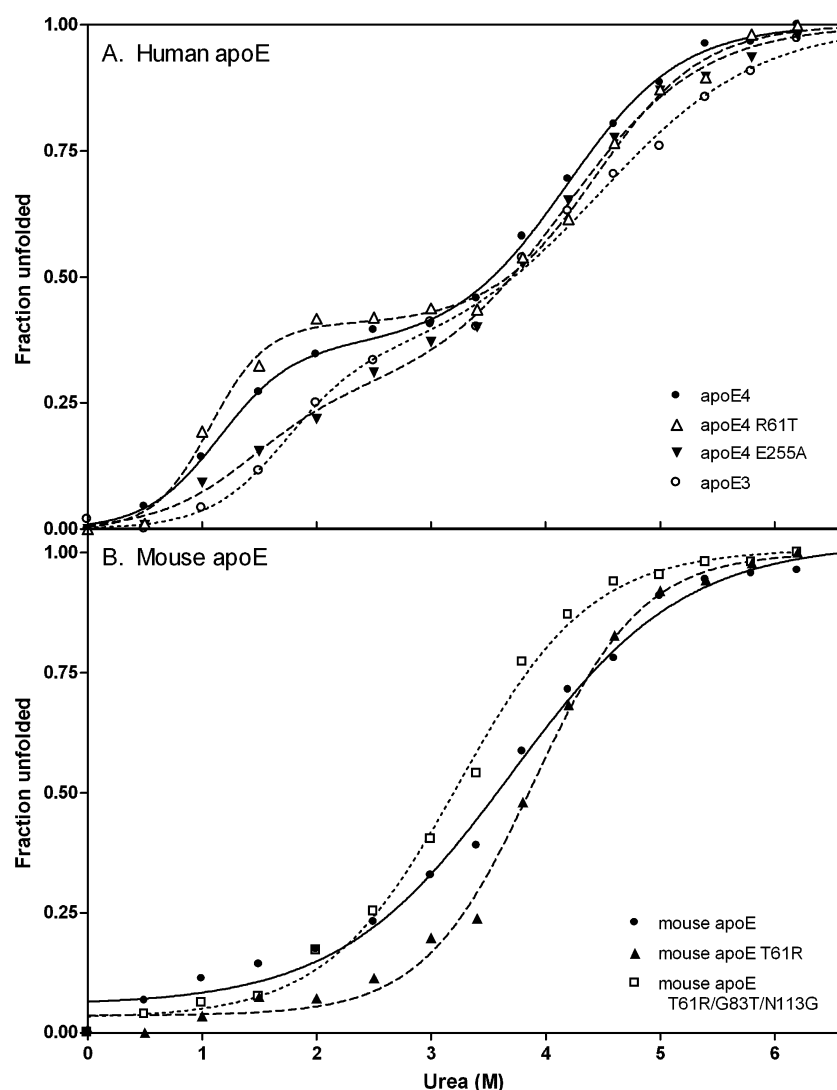 A. Human apoE
1.00
0.75
0.50
0.25
0.00
Fraction unfolded
apoE4
apoE4 R61T
apoE4 E255A
apoE3
B. Mouse apoE
1.00
0.75
0.50
0.25
0.00
Fraction unfolded
mouse apoE
mouse apoE T61R
mouse apoE
T61R/G83T/N113G
0 1 2 3 4 5 6
Urea (M)